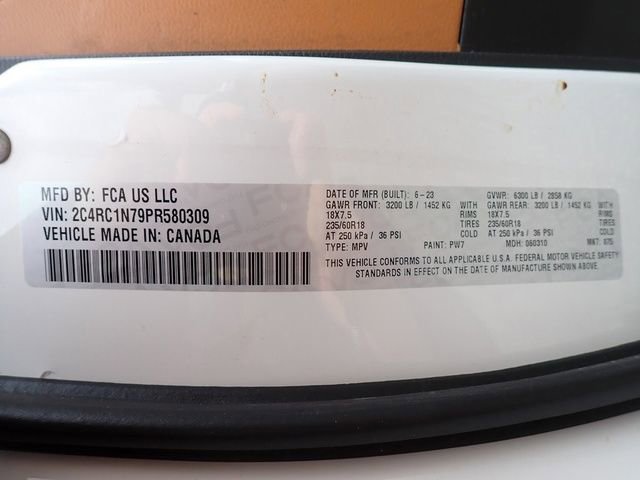 MFD BY: FCA US LLC
VIN: 2C4RC1N79PR580309
VEHICLE MADE IN: CANADA
DATE OF MFR (BUILT): 6-23 GVWR: 6300 LB / 2858 KG
GAWR FRONT: 3200 LB / 1452 KG WITH GAWR REAR: 3200 LB / 1452 KG WITH
18X7.5 RIMS 18X7.5 RIMS
235/60R18 TIRES 235/60R18 TIRES
AT 250 kPa / 36 PSI COLD AT 250 kPa / 36 PSI COLD
TYPE: MPV PAINT: PW7 MDH: 060310 MKT:
THIS VEHICLE CONFORMS TO ALL APPLICABLE U.S.A. FEDERAL MOTOR VEHICLE SAFETY
STANDARDS IN EFFECT ON THE DATE OF MANUFACTURE SHOWN ABOVE.